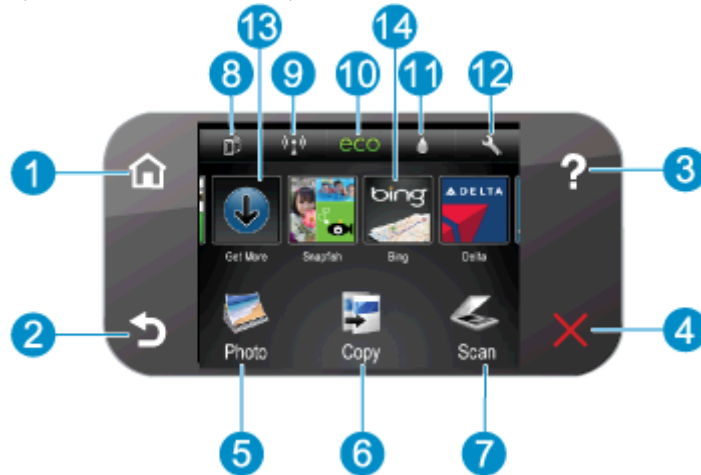 13 14
8 9 10 11 12
eco
1 3
?
bing DELTA
Get More Snapfish Bing Delta
2 4
Photo Copy Scan
5 6 7